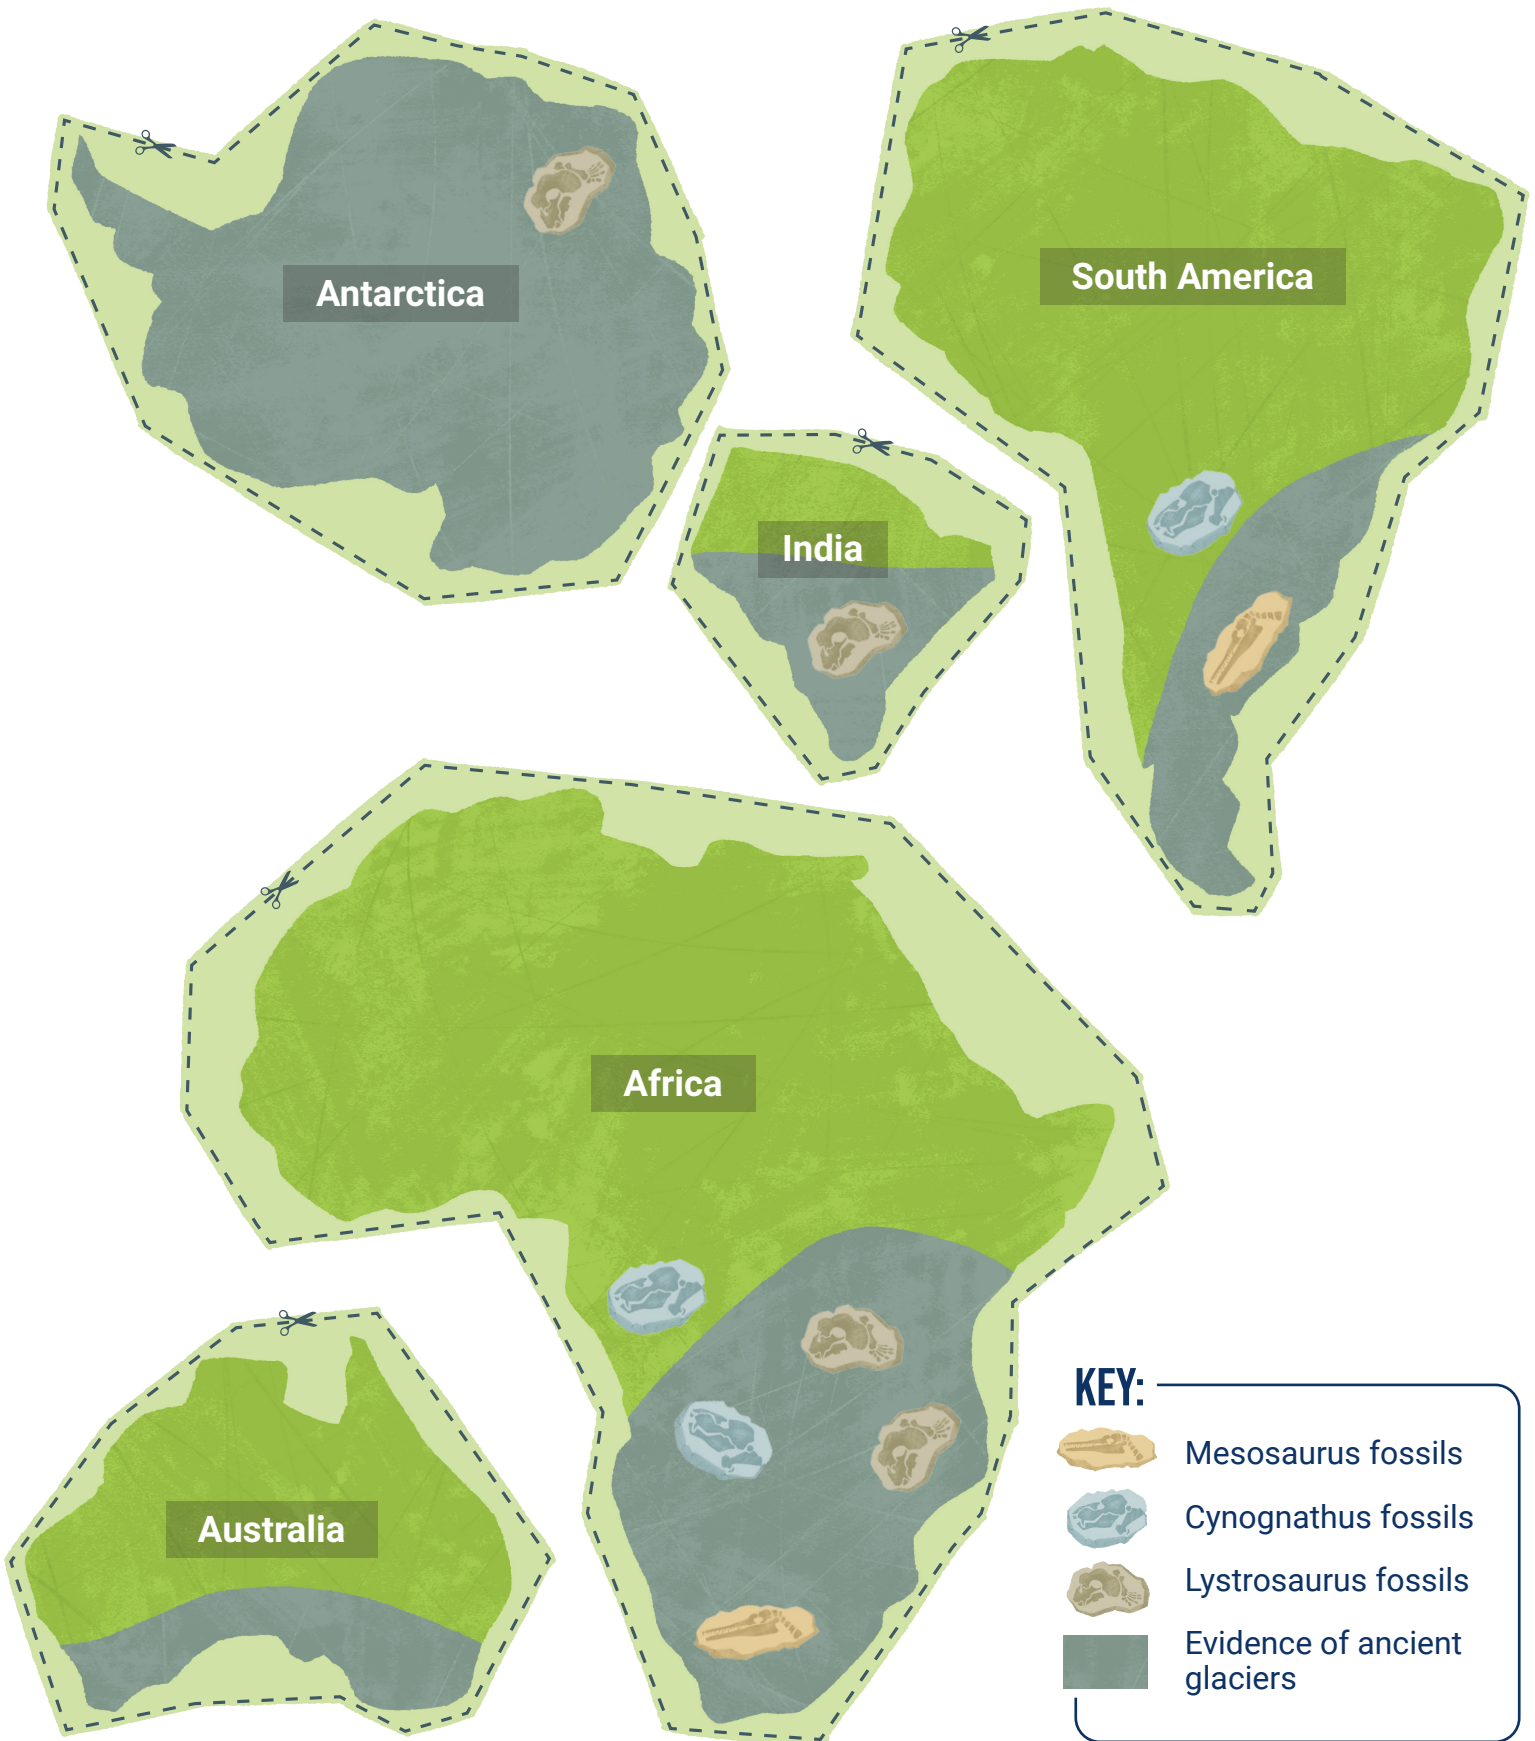 Antarctica
South America
India
Africa
Australia
KEY:
Mesosaurus fossils
Cynognathus fossils
Lystrosaurus fossils
Evidence of ancient
glaciers